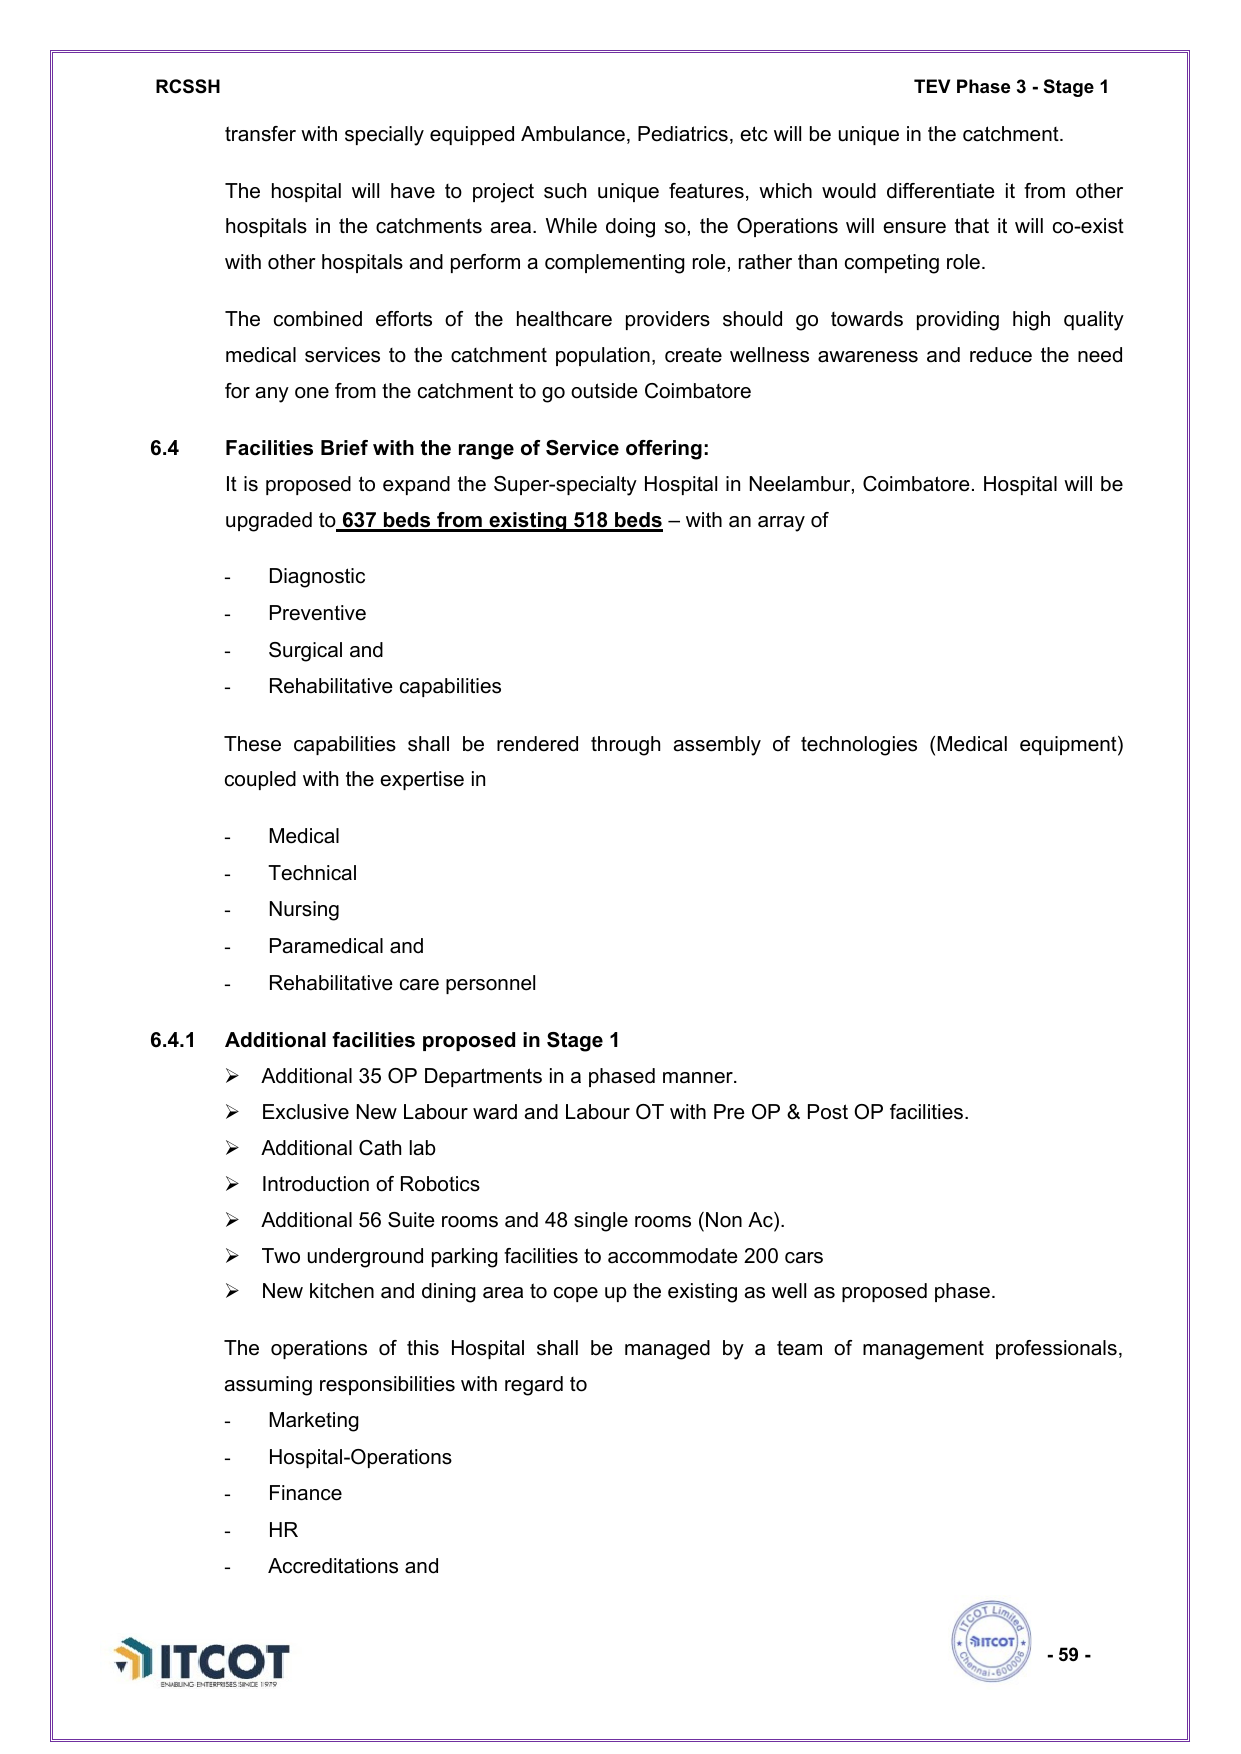 RCSSH TEV Phase 3 - Stage 1
transfer with specially equipped Ambulance, Pediatrics, etc will be unique in the catchment.
The hospital will have to project such unique features, which would differentiate it from other
hospitals in the catchments area. While doing so, the Operations will ensure that it will co-exist
with other hospitals and perform a complementing role, rather than competing role.
The combined efforts of the healthcare providers should go towards providing high quality
medical services to the catchment population, create wellness awareness and reduce the need
for any one from the catchment to go outside Coimbatore
6.4 Facilities Brief with the range of Service offering:
It is proposed to expand the Super-specialty Hospital in Neelambur, Coimbatore. Hospital will be
upgraded to 637 beds from existing 518 beds – with an array of
- Diagnostic
- Preventive
- Surgical and
- Rehabilitative capabilities
These capabilities shall be rendered through assembly of technologies (Medical equipment)
coupled with the expertise in
- Medical
- Technical
- Nursing
- Paramedical and
- Rehabilitative care personnel
6.4.1 Additional facilities proposed in Stage 1
➢ Additional 35 OP Departments in a phased manner.
➢ Exclusive New Labour ward and Labour OT with Pre OP & Post OP facilities.
➢ Additional Cath lab
➢ Introduction of Robotics
➢ Additional 56 Suite rooms and 48 single rooms (Non Ac).
➢ Two underground parking facilities to accommodate 200 cars
➢ New kitchen and dining area to cope up the existing as well as proposed phase.
The operations of this Hospital shall be managed by a team of management professionals,
assuming responsibilities with regard to
- Marketing
- Hospital-Operations
- Finance
- HR
- Accreditations and
ITCOT
ENABLING ENTERPRISES SINCE 1979
ITCOT Limited
ITCOT
Chennai-600006
- 59 -